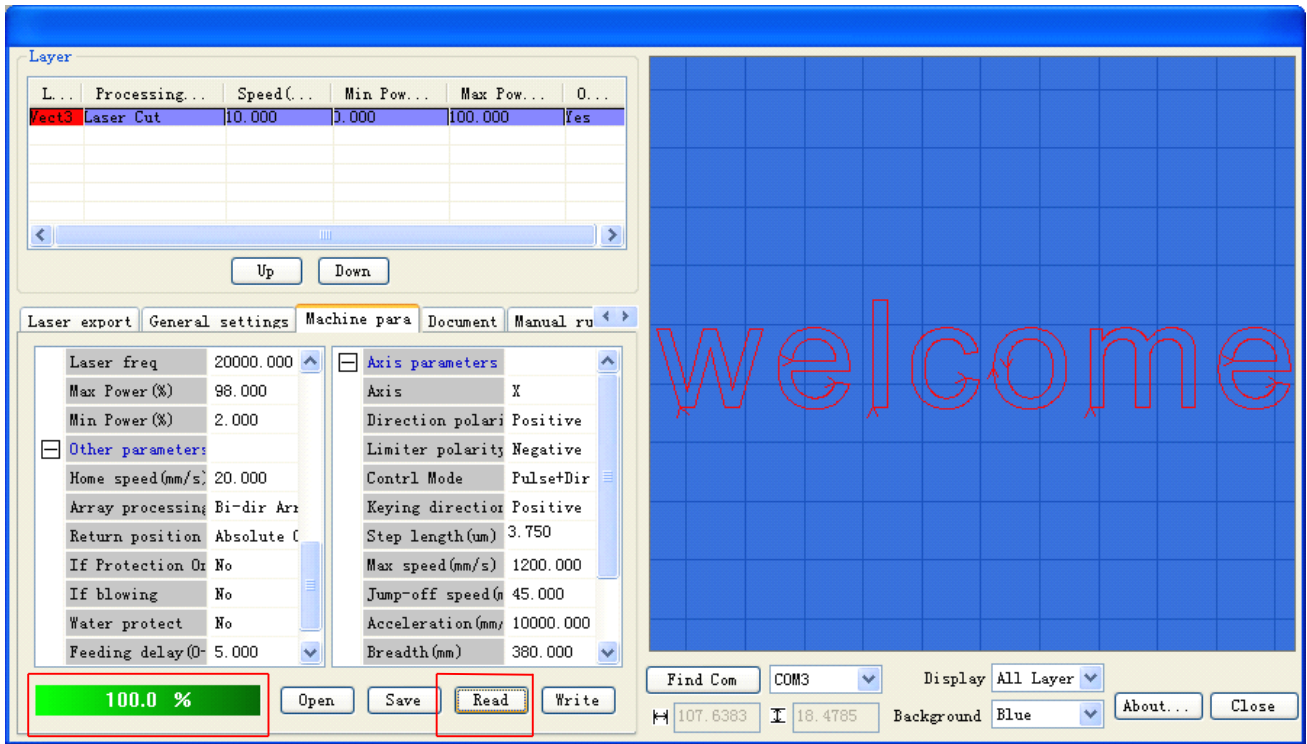 Layer
L... Processing... Speed(... Min Pow... Max Pow... O...
Vect3 Laser Cut 10.000 0.000 100.000 Yes
Up Down
Laser export General settings Machine para Document Manual ru
Laser freq 20000.000
Max Power(%) 98.000
Min Power(%) 2.000
Other parameters
Home speed(mm/s) 20.000
Array processing Bi-dir Arr
Return position Absolute O
If Protection Or No
If blowing No
Water protect No
Feeding delay(0- 5.000
Axis parameters
Axis X
Direction polari Positive
Limiter polarity Negative
Contrl Mode Pulse+Dir
Keying direction Positive
Step length(um) 3.750
Max speed(mm/s) 1200.000
Jump-off speed(m 45.000
Acceleration(mm/ 10000.000
Breadth(mm) 380.000
100.0 % Open Save Read Write
welcome
Find Com COM3 Display All Layer
107.6383 18.4785 Background Blue About... Close